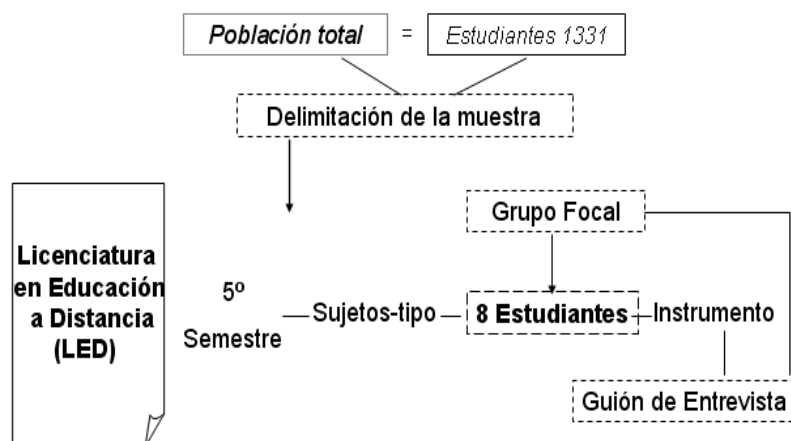 Población total = Estudiantes 1331
Delimitación de la muestra
Licenciatura
en Educación
a Distancia
(LED)
5º
Semestre
Sujetos-tipo
Grupo Focal
8 Estudiantes
Instrumento
Guión de Entrevista